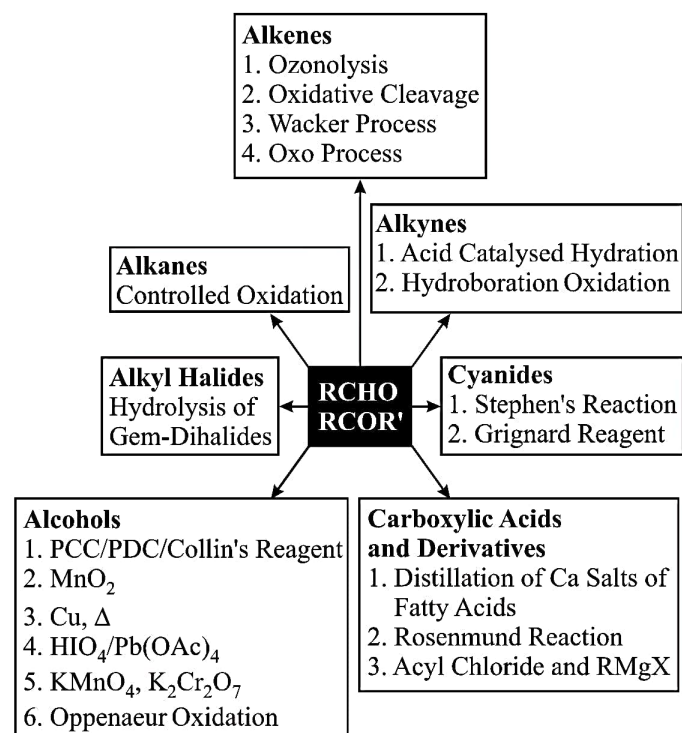 Alkenes
1. Ozonolysis
2. Oxidative Cleavage
3. Wacker Process
4. Oxo Process
Alkynes
1. Acid Catalysed Hydration
2. Hydroboration Oxidation
Alkanes
Controlled Oxidation
Alkyl Halides
Hydrolysis of
Gem-Dihalides
RCHO
RCOR'
Cyanides
1. Stephen's Reaction
2. Grignard Reagent
Alcohols
1. PCC/PDC/Collin's Reagent
2. MnO₂
3. Cu, Δ
4. HIO₄/Pb(OAc)₄
5. KMnO₄, K₂Cr₂O₇
6. Oppenaeur Oxidation
Carboxylic Acids
and Derivatives
1. Distillation of Ca Salts of
Fatty Acids
2. Rosenmund Reaction
3. Acyl Chloride and RMgX